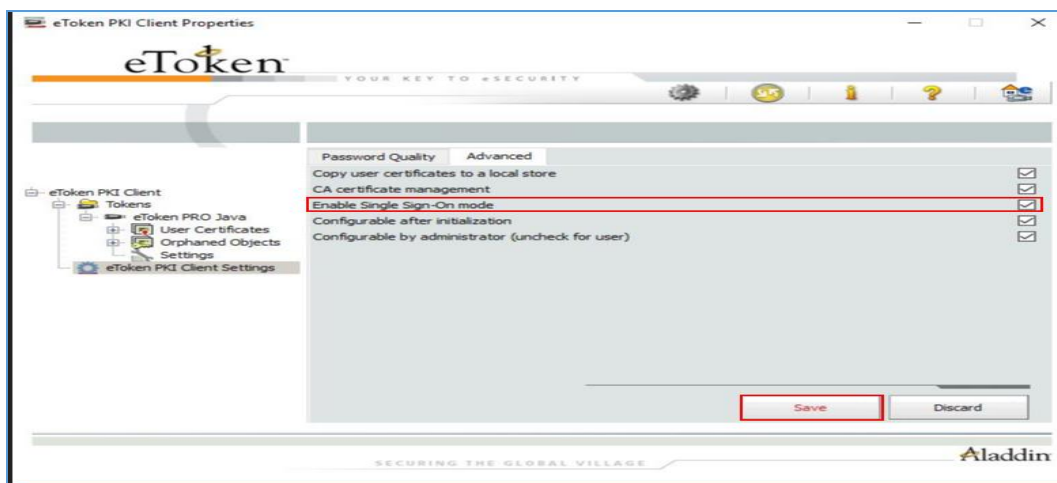 eToken PKI Client Properties
eToken
YOUR KEY TO eSECURITY
Password Quality Advanced
Copy user certificates to a local store
CA certificate management
Enable Single Sign-On mode
Configurable after initialization
Configurable by administrator (uncheck for user)
eToken PKI Client
Tokens
eToken PRO Java
User Certificates
Orphaned Objects
Settings
eToken PKI Client Settings
Save Discard
SECURING THE GLOBAL VILLAGE
Aladdin